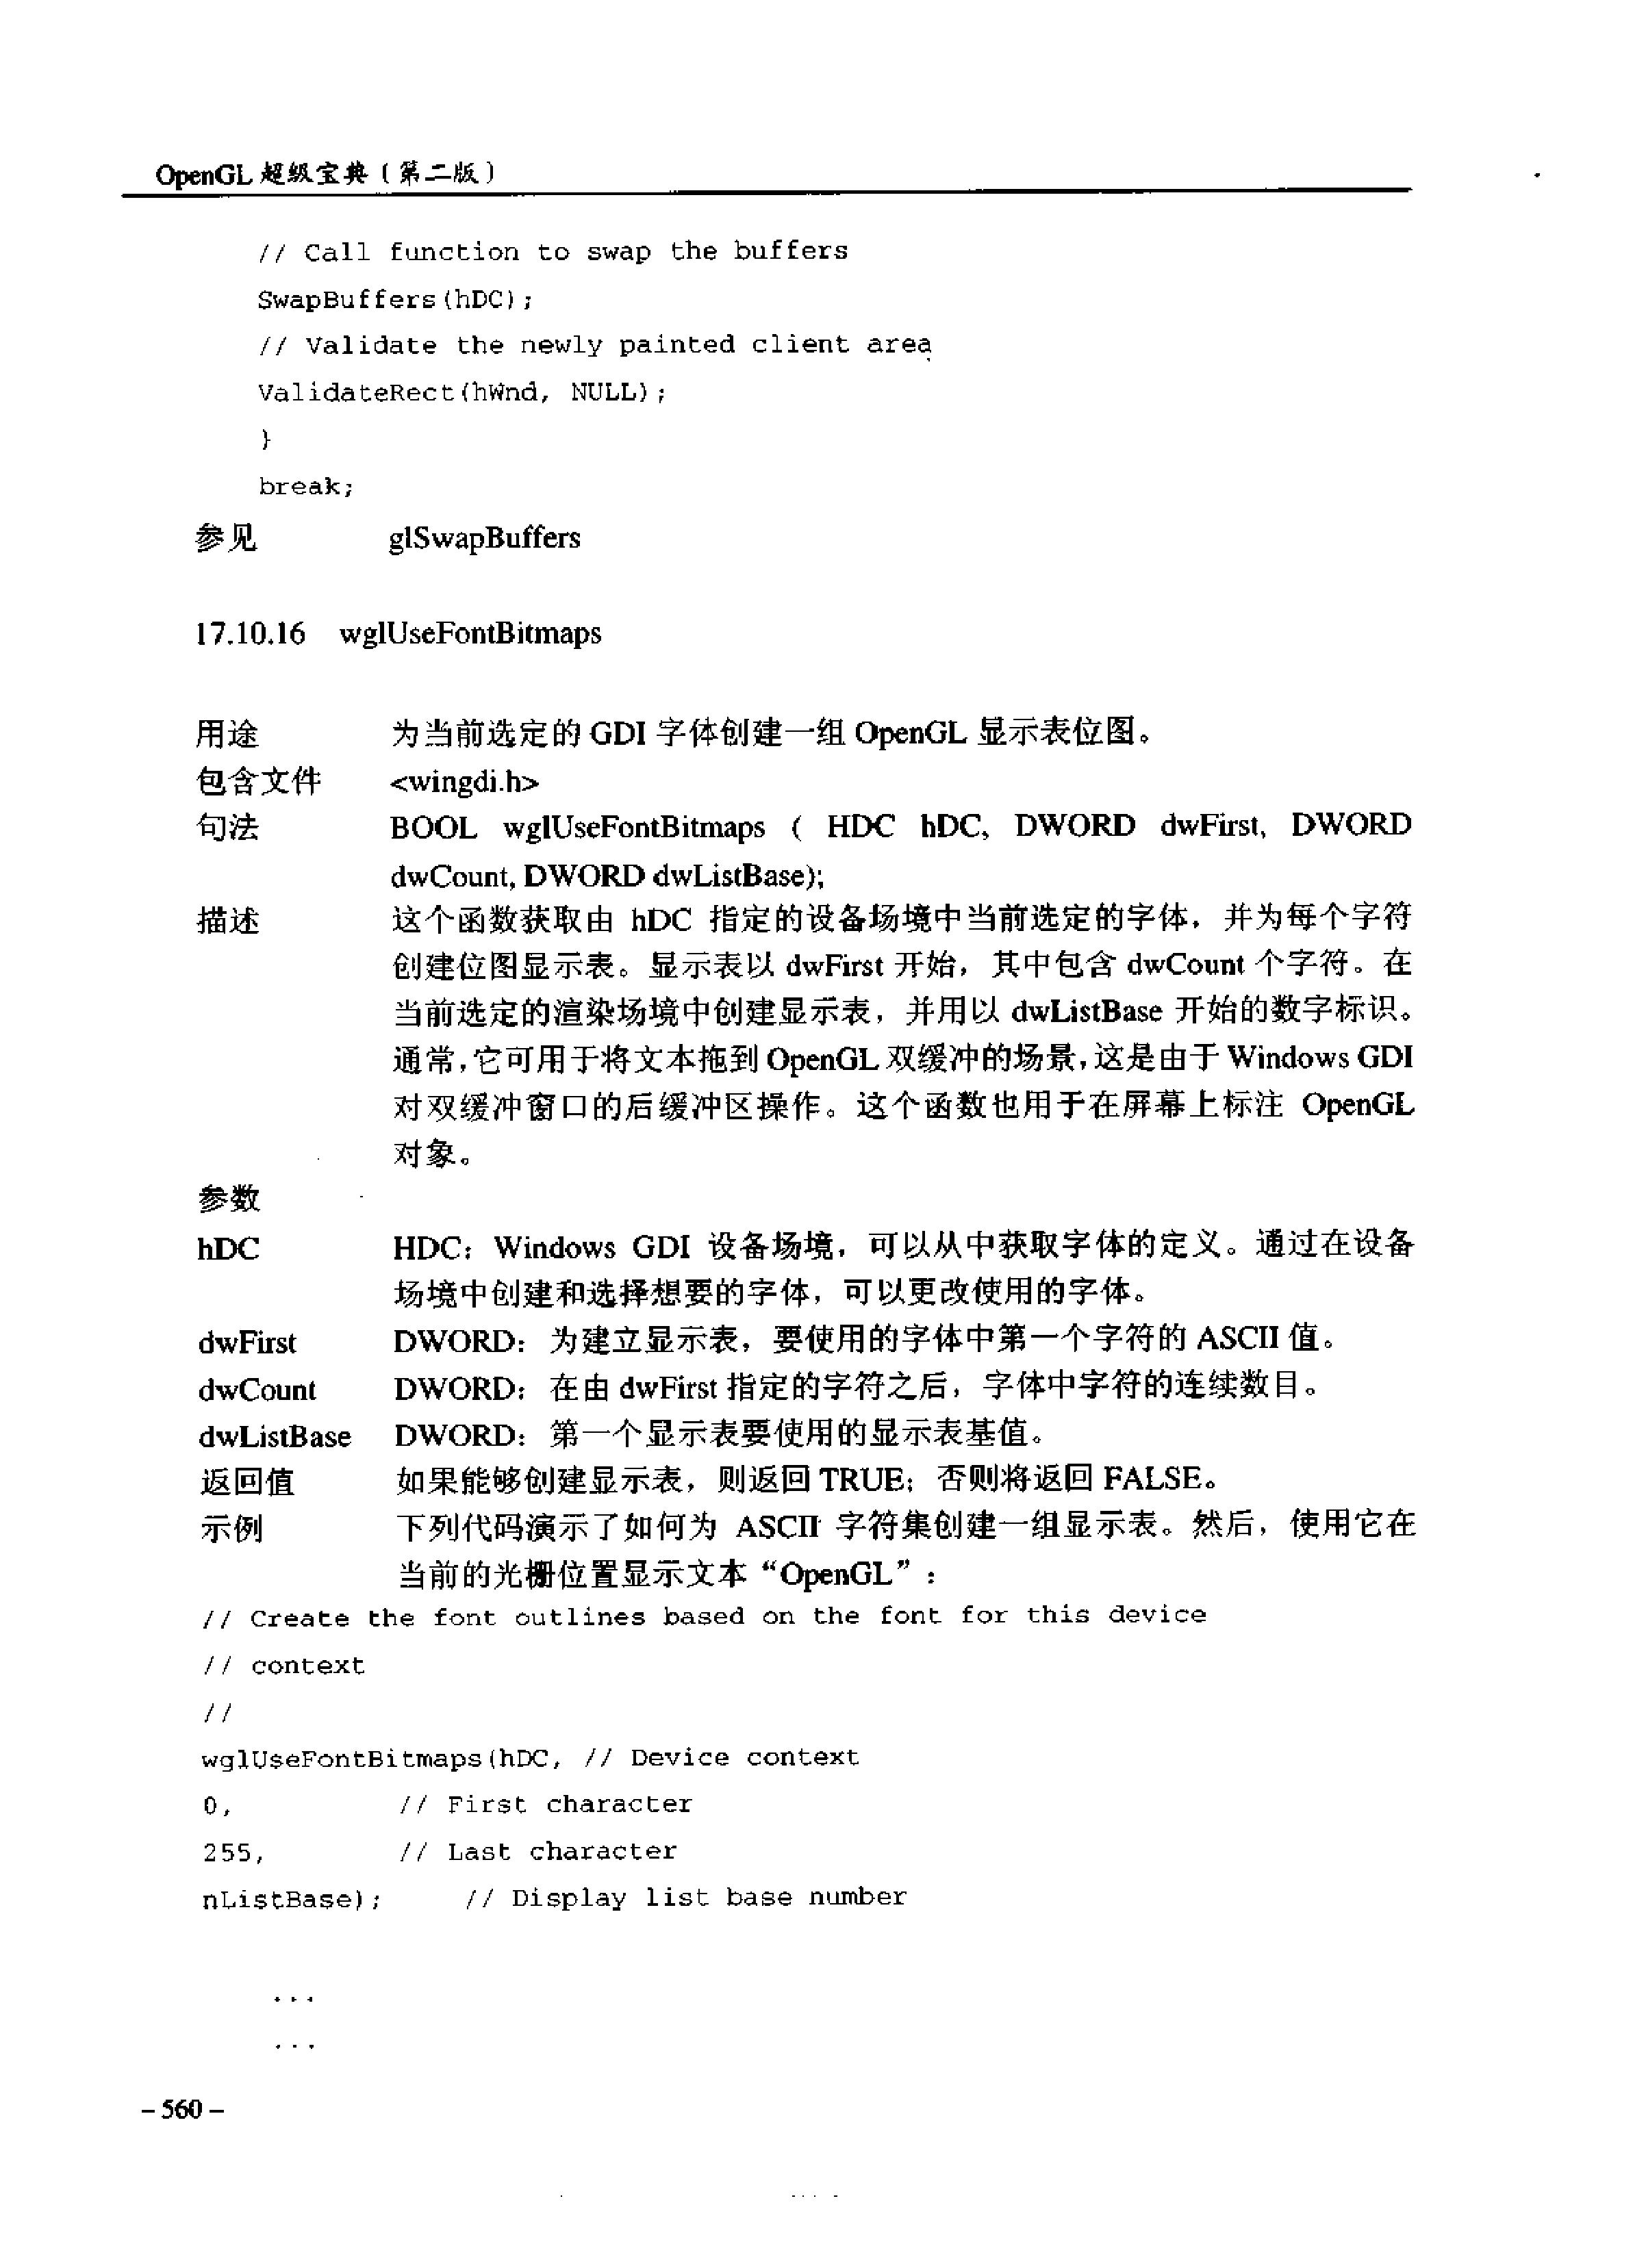 OpenGL 超级宝典（第二版）
// Call function to swap the buffers
SwapBuffers(hDC);
// Validate the newly painted client area
ValidateRect(hWnd, NULL);
}
break;
参见 glSwapBuffers
17.10.16 wglUseFontBitmaps
用途 为当前选定的 GDI 字体创建一组 OpenGL 显示表位图。
包含文件 <wingdi.h>
句法 BOOL wglUseFontBitmaps ( HDC hDC, DWORD dwFirst, DWORD
dwCount, DWORD dwListBase);
描述 这个函数获取由 hDC 指定的设备场境中当前选定的字体，并为每个字符
创建位图显示表。显示表以 dwFirst 开始，其中包含 dwCount 个字符。在
当前选定的渲染场境中创建显示表，并用以 dwListBase 开始的数字标识。
通常，它可用于将文本拖到 OpenGL 双缓冲的场景，这是由于 Windows GDI
对双缓冲窗口的后缓冲区操作。这个函数也用于在屏幕上标注 OpenGL
对象。
参数
hDC HDC：Windows GDI 设备场境，可以从中获取字体的定义。通过在设备
场境中创建和选择想要的字体，可以更改使用的字体。
dwFirst DWORD：为建立显示表，要使用的字体中第一个字符的 ASCII 值。
dwCount DWORD：在由 dwFirst 指定的字符之后，字体中字符的连续数目。
dwListBase DWORD：第一个显示表要使用的显示表基值。
返回值 如果能够创建显示表，则返回 TRUE；否则将返回 FALSE。
示例 下列代码演示了如何为 ASCII 字符集创建一组显示表。然后，使用它在
当前的光栅位置显示文本“OpenGL”：
// Create the font outlines based on the font for this device
// context
//
wglUseFontBitmaps(hDC, // Device context
0, // First character
255, // Last character
nListBase); // Display list base number
...
...
– 560 –